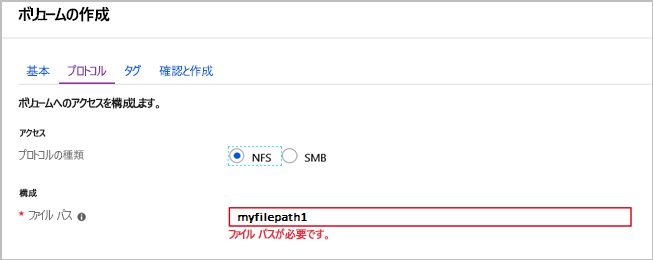 ボリュームの作成
基本 プロトコル タグ 確認と作成
ボリュームへのアクセスを構成します。
アクセス
プロトコルの種類 NFS SMB
構成
* ファイル パス myfilepath1
ファイル パスが必要です。